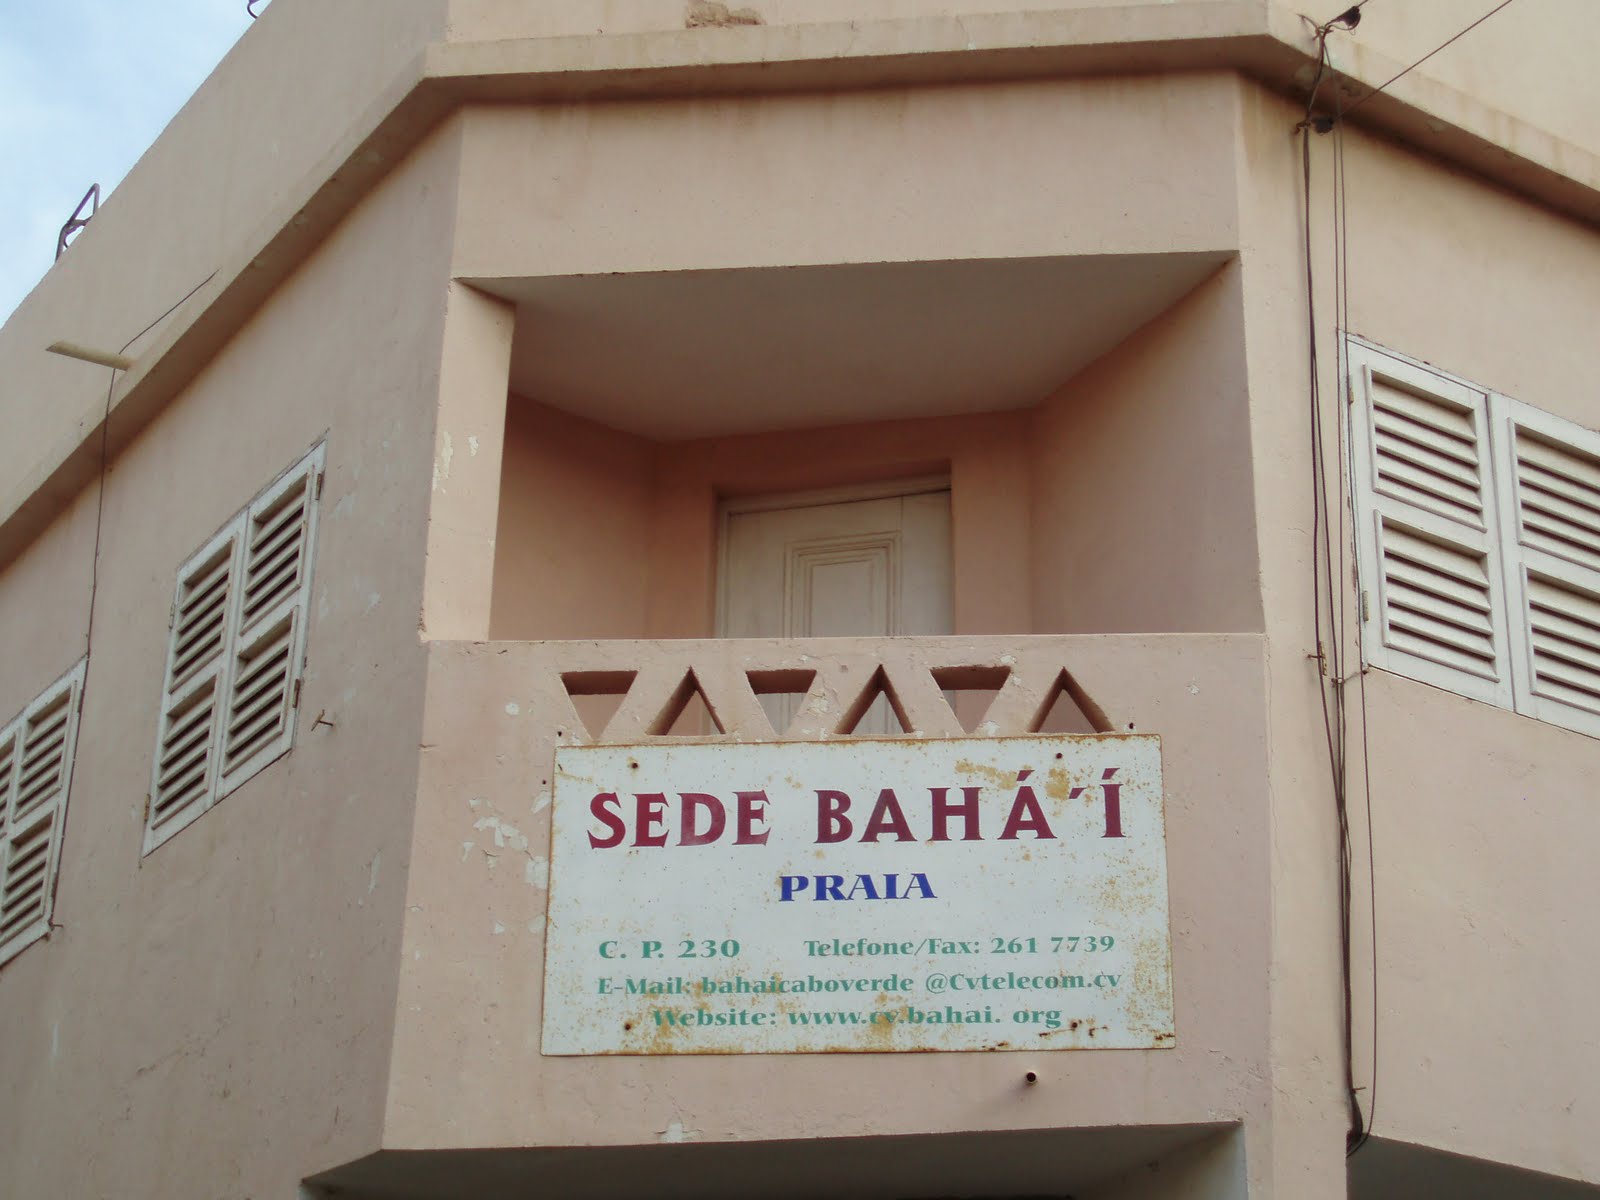 SEDE BAHÁ´Í
PRAIA
C. P. 230 Telefone/Fax: 261 7739
E-Mail: bahaicaboverde @Cvtelecom.cv
Website: www.cv.bahai. org